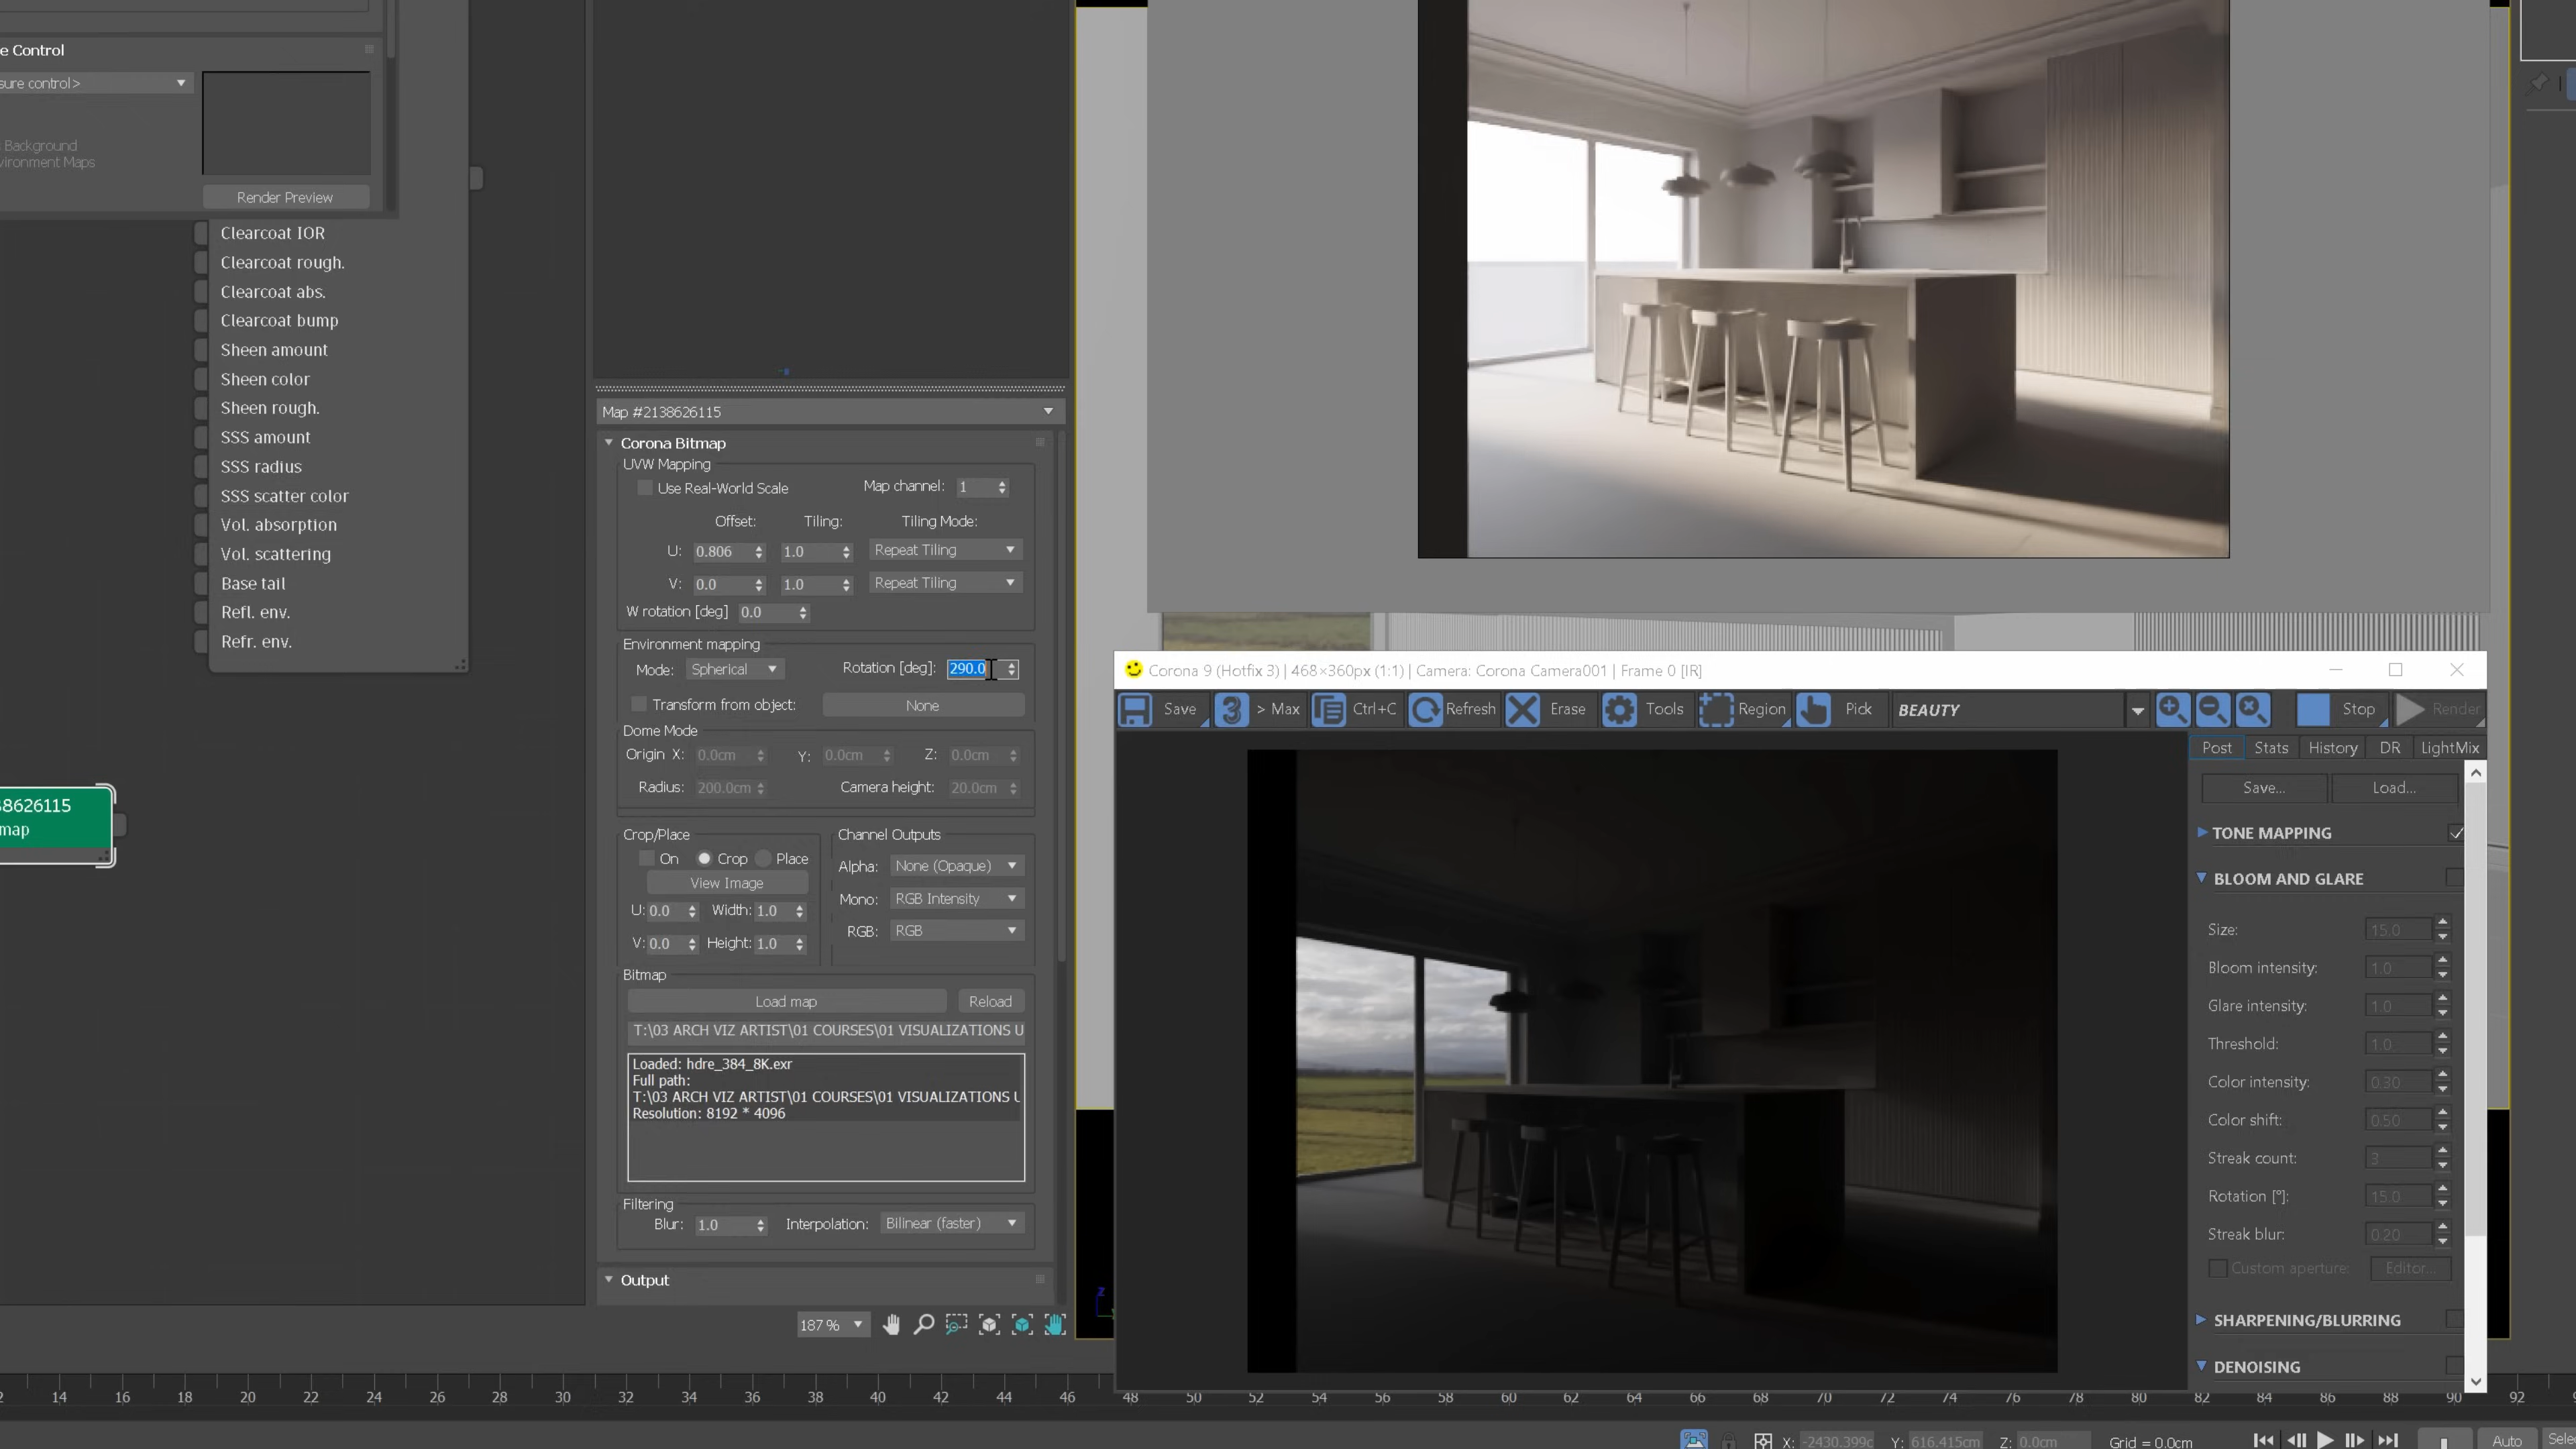 e Control
sure control>
Background
vironment Maps
Render Preview
Clearcoat IOR
Clearcoat rough.
Clearcoat abs.
Clearcoat bump
Sheen amount
Sheen color
Sheen rough.
SSS amount
SSS radius
SSS scatter color
Vol. absorption
Vol. scattering
Base tail
Refl. env.
Refr. env.
38626115
map
Map #2138626115
Corona Bitmap
UVW Mapping
Use Real-World Scale Map channel: 1
Offset: Tiling: Tiling Mode:
U: 0.806 1.0 Repeat Tiling
V: 0.0 1.0 Repeat Tiling
W rotation [deg] 0.0
Environment mapping
Mode: Spherical Rotation [deg]: 290.0
Transform from object: None
Dome Mode
Origin X: 0.0cm Y: 0.0cm Z: 0.0cm
Radius: 200.0cm Camera height: 20.0cm
Crop/Place Channel Outputs
On Crop Place Alpha: None (Opaque)
View Image
Mono: RGB Intensity
U: 0.0 Width: 1.0
RGB: RGB
V: 0.0 Height: 1.0
Bitmap
Load map Reload
T:\03 ARCH VIZ ARTIST\01 COURSES\01 VISUALIZATIONS U
Loaded: hdre_384_8K.exr
Full path:
T:\03 ARCH VIZ ARTIST\01 COURSES\01 VISUALIZATIONS U
Resolution: 8192 * 4096
Filtering
Blur: 1.0 Interpolation: Bilinear (faster)
Output
187 %
Corona 9 (Hotfix 3) | 468×360px (1:1) | Camera: Corona Camera001 | Frame 0 [IR]
Save 3 > Max Ctrl+C Refresh Erase Tools Region Pick BEAUTY Stop Render
Post Stats History DR LightMix
Save... Load...
TONE MAPPING
BLOOM AND GLARE
Size: 15.0
Bloom intensity: 1.0
Glare intensity: 1.0
Threshold: 1.0
Color intensity: 0.30
Color shift: 0.50
Streak count: 3
Rotation [°]: 15.0
Streak blur: 0.20
Custom aperture: Editor...
SHARPENING/BLURRING
DENOISING
14 16 18 20 22 24 26 28 30 32 34 36 38 40 42 44 46 48 50 52 54 56 58 60 62 64 66 68 70 72 74 76 78 80 82 84 86 88 90 92
X: -2430.399c Y: 616.415cm Z: 0.0cm Grid = 0.0cm Auto Sele